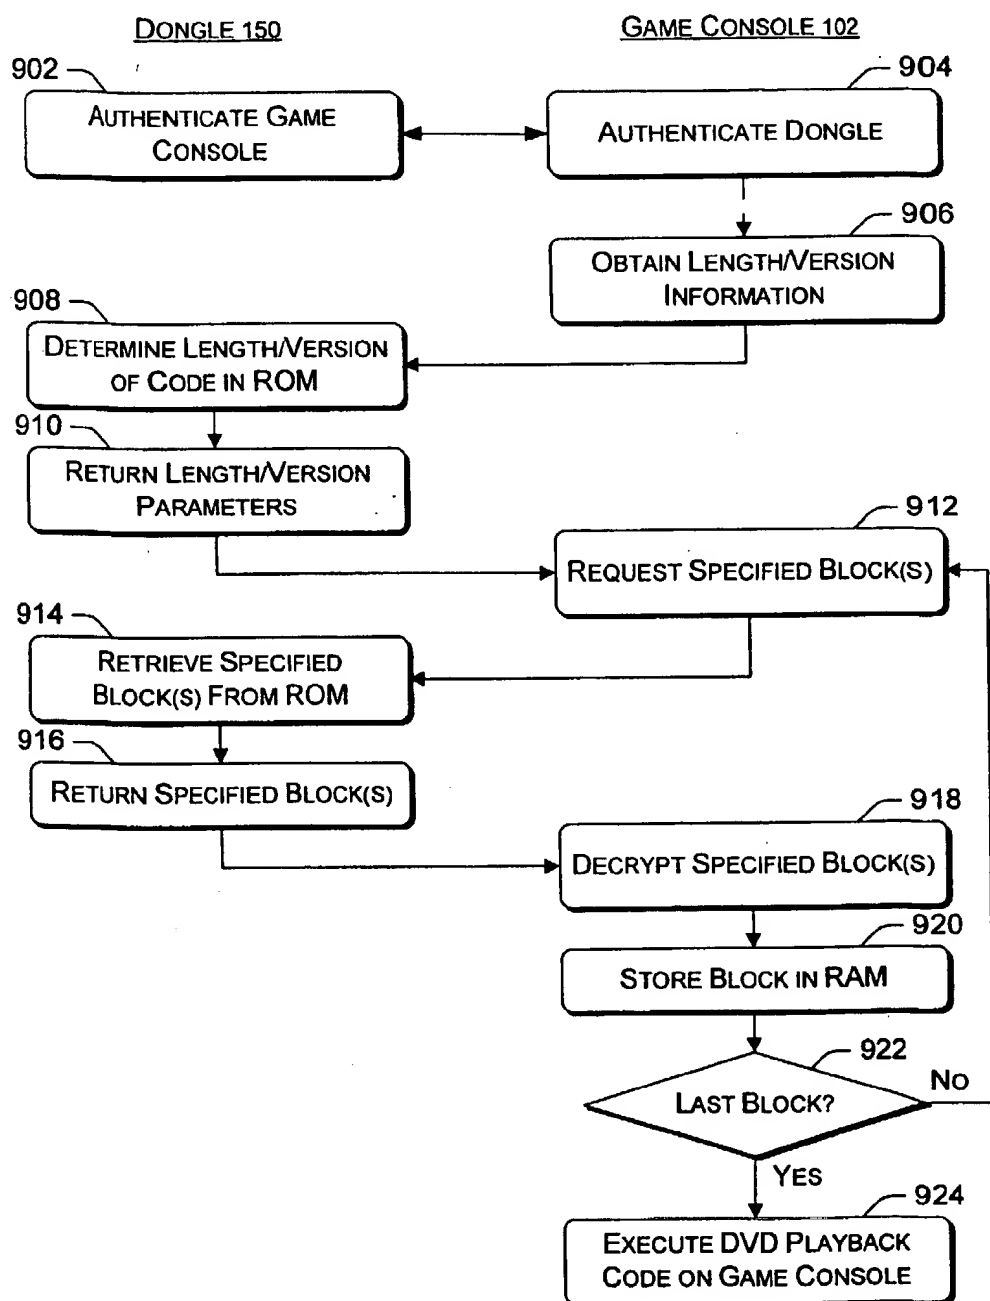 DONGLE 150
GAME CONSOLE 102
902
904
AUTHENTICATE GAME
CONSOLE
AUTHENTICATE DONGLE
906
OBTAIN LENGTH/VERSION
INFORMATION
908
DETERMINE LENGTH/VERSION
OF CODE IN ROM
910
RETURN LENGTH/VERSION
PARAMETERS
912
REQUEST SPECIFIED BLOCK(S)
914
RETRIEVE SPECIFIED
BLOCK(S) FROM ROM
916
RETURN SPECIFIED BLOCK(S)
918
DECRYPT SPECIFIED BLOCK(S)
920
STORE BLOCK IN RAM
922
LAST BLOCK?
NO
YES
924
EXECUTE DVD PLAYBACK
CODE ON GAME CONSOLE